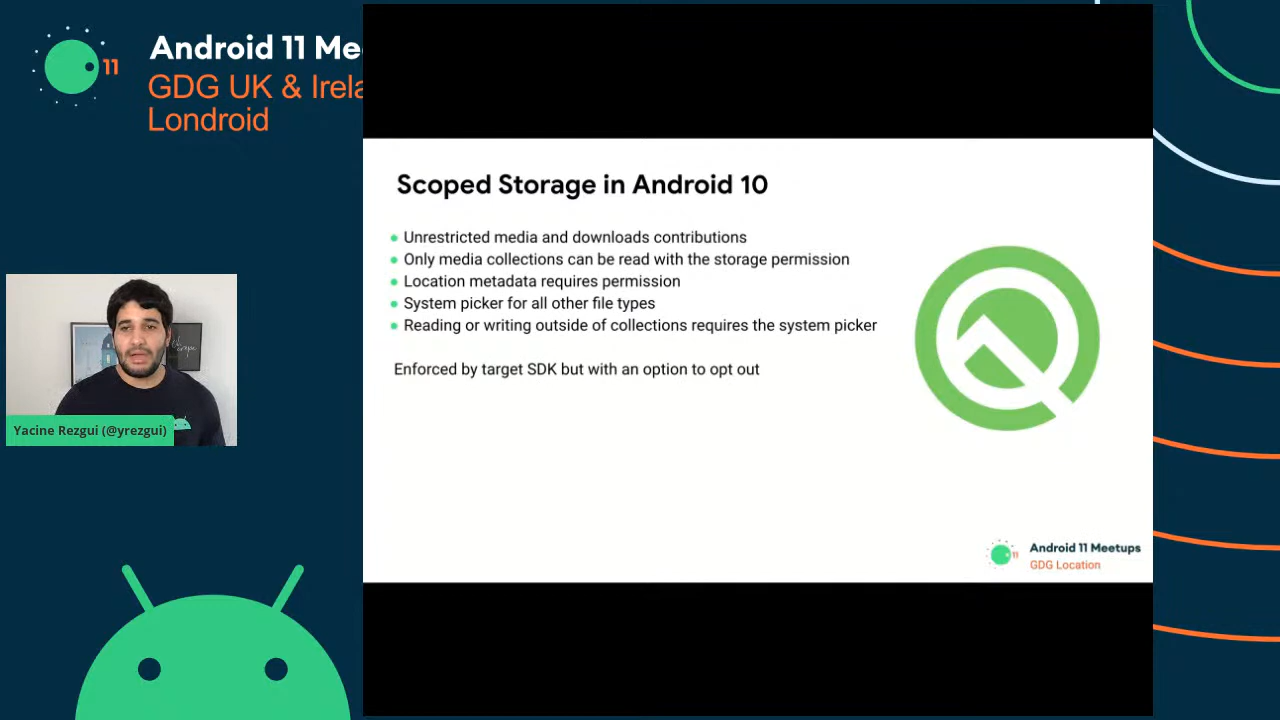 Android 11 Me
GDG UK & Irela
Londroid
11
Scoped Storage in Android 10
Unrestricted media and downloads contributions
Only media collections can be read with the storage permission
Location metadata requires permission
System picker for all other file types
Reading or writing outside of collections requires the system picker
Enforced by target SDK but with an option to opt out
Yacine Rezgui (@yrezgui)
11
Android 11 Meetups
GDG Location